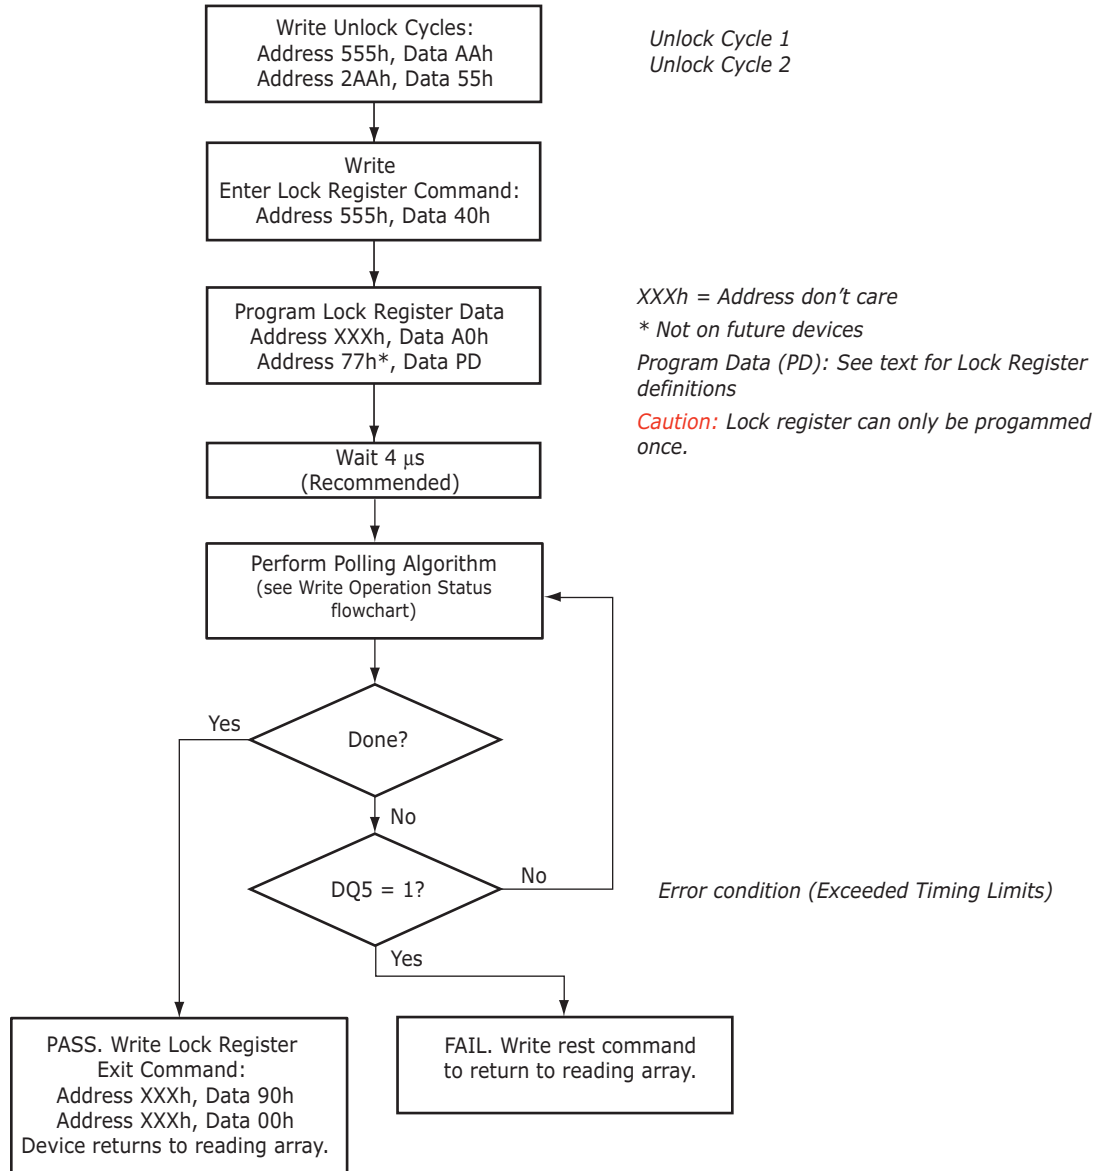 Write Unlock Cycles:
Address 555h, Data AAh
Address 2AAh, Data 55h
Unlock Cycle 1
Unlock Cycle 2
Write
Enter Lock Register Command:
Address 555h, Data 40h
Program Lock Register Data
Address XXXh, Data A0h
Address 77h*, Data PD
XXXh = Address don't care
* Not on future devices
Program Data (PD): See text for Lock Register
definitions
Caution: Lock register can only be progammed
once.
Wait 4 μs
(Recommended)
Perform Polling Algorithm
(see Write Operation Status
flowchart)
Yes
Done?
No
DQ5 = 1?
No
Error condition (Exceeded Timing Limits)
Yes
PASS. Write Lock Register
Exit Command:
Address XXXh, Data 90h
Address XXXh, Data 00h
Device returns to reading array.
FAIL. Write rest command
to return to reading array.